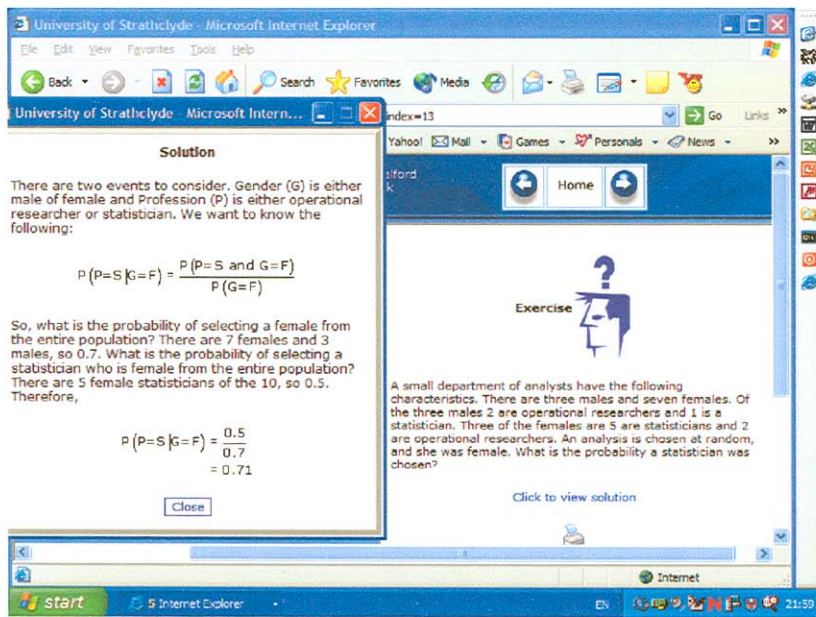 University of Strathclyde - Microsoft Internet Explorer
File Edit View Favorites Tools Help
Back Search Favorites Media
University of Strathclyde - Microsoft Intern...
index=13
Go Links »
Yahoo! Mail Games Personals News »
Home
Solution
There are two events to consider. Gender (G) is either
male of female and Profession (P) is either operational
researcher or statistician. We want to know the
following:
P(P=S|G=F) = P(P=S and G=F)
P(G=F)
So, what is the probability of selecting a female from
the entire population? There are 7 females and 3
males, so 0.7. What is the probability of selecting a
statistician who is female from the entire population?
There are 5 female statisticians of the 10, so 0.5.
Therefore,
P(P=S|G=F) = 0.5
0.7
= 0.71
Close
Exercise
A small department of analysts have the following
characteristics. There are three males and seven females. Of
the three males 2 are operational researchers and 1 is a
statistician. Three of the females are 5 are statisticians and 2
are operational researchers. An analysis is chosen at random,
and she was female. What is the probability a statistician was
chosen?
Click to view solution
Internet
start 5 Internet Explorer EN 21:59